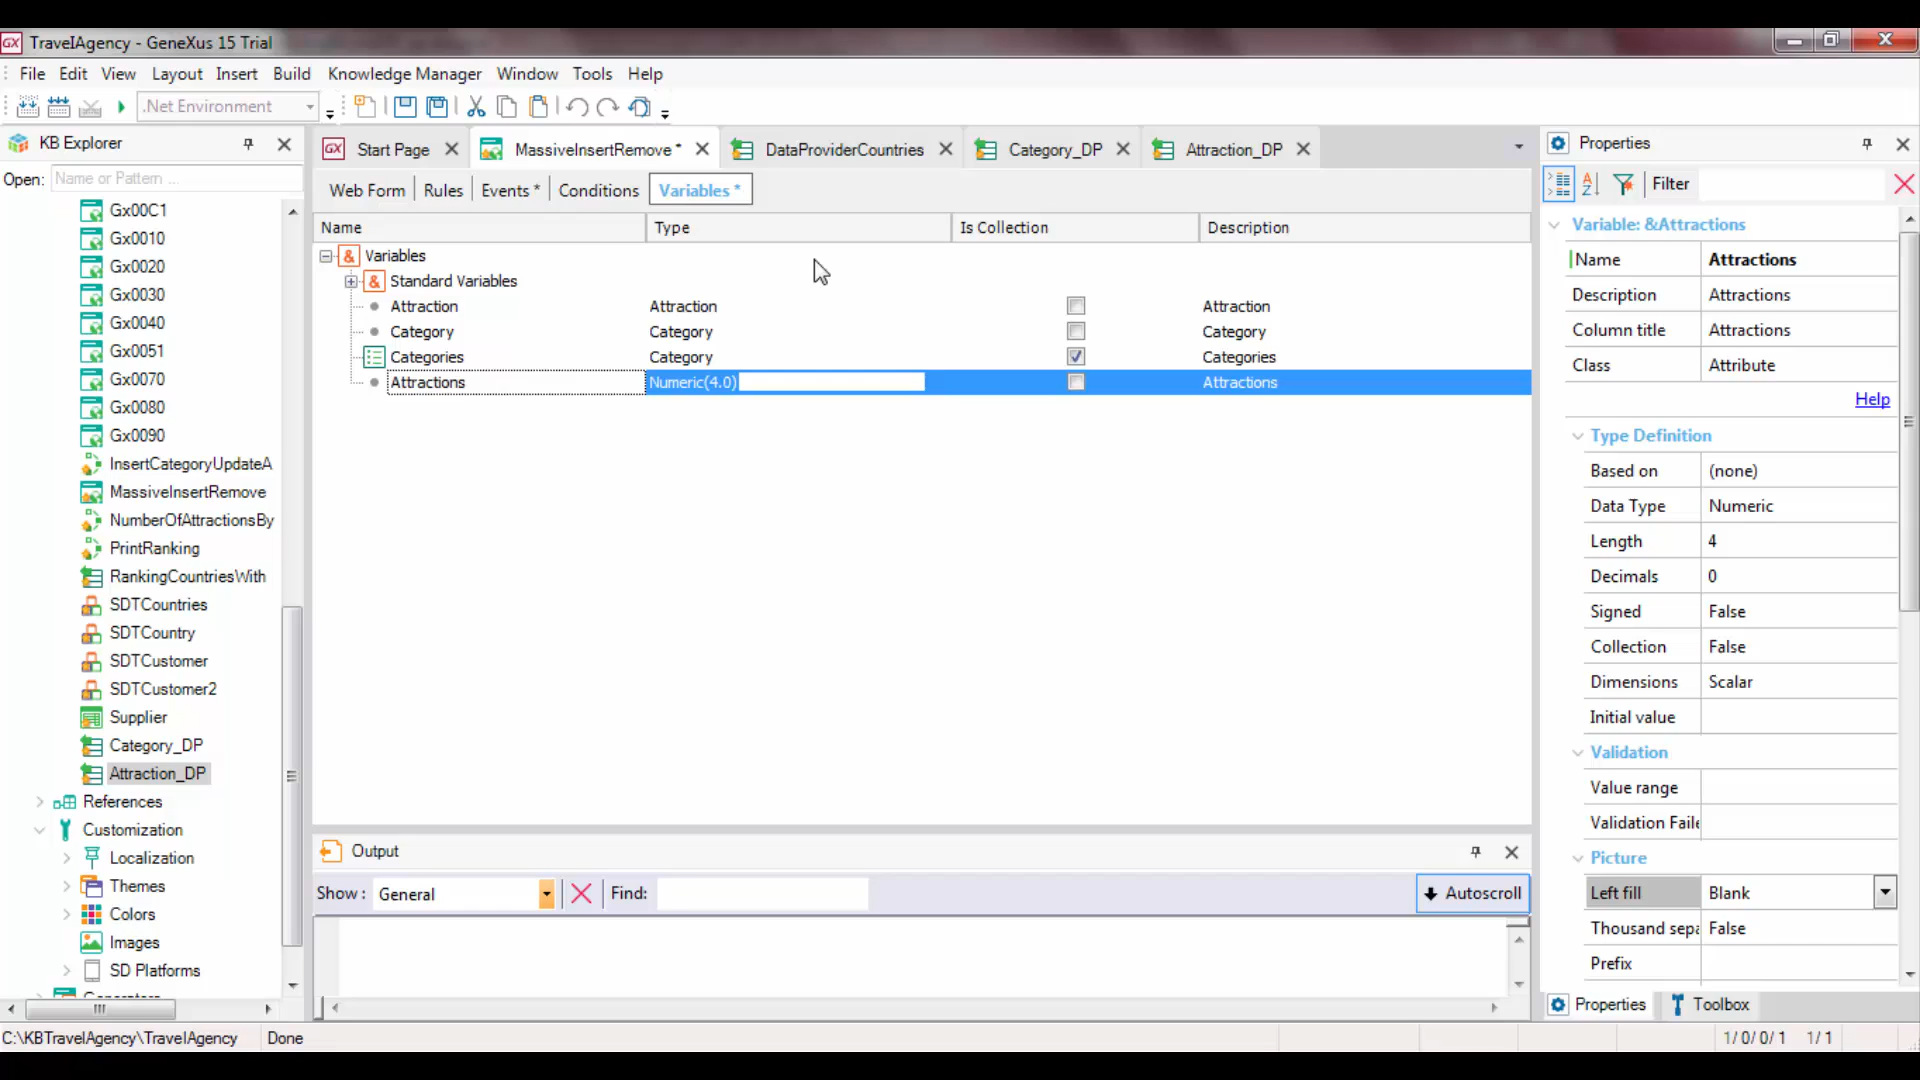 TravelAgency - GeneXus 15 Trial
File Edit View Layout Insert Build Knowledge Manager Window Tools Help
.Net Environment
KB Explorer
Open: Name or Pattern ...
Gx00C1
Gx0010
Gx0020
Gx0030
Gx0040
Gx0051
Gx0070
Gx0080
Gx0090
InsertCategoryUpdateA
MassiveInsertRemove
NumberOfAttractionsBy
PrintRanking
RankingCountriesWith
SDTCountries
SDTCountry
SDTCustomer
SDTCustomer2
Supplier
Category_DP
Attraction_DP
References
Customization
Localization
Themes
Colors
Images
SD Platforms
Start Page MassiveInsertRemove * DataProviderCountries Category_DP Attraction_DP
Web Form Rules Events * Conditions Variables *
Name Type Is Collection Description
Variables
Standard Variables
Attraction Attraction Attraction
Category Category Category
Categories Category Categories
Attractions Numeric(4.0) Attractions
Output
Show : General Find: Autoscroll
Properties
Filter
Variable: &Attractions
Name Attractions
Description Attractions
Column title Attractions
Class Attribute
Help
Type Definition
Based on (none)
Data Type Numeric
Length 4
Decimals 0
Signed False
Collection False
Dimensions Scalar
Initial value
Validation
Value range
Validation Faile
Picture
Left fill Blank
Thousand sepa False
Prefix
Properties Toolbox
C:\KBTravelAgency\TravelAgency Done 1/0/0/1 1/1